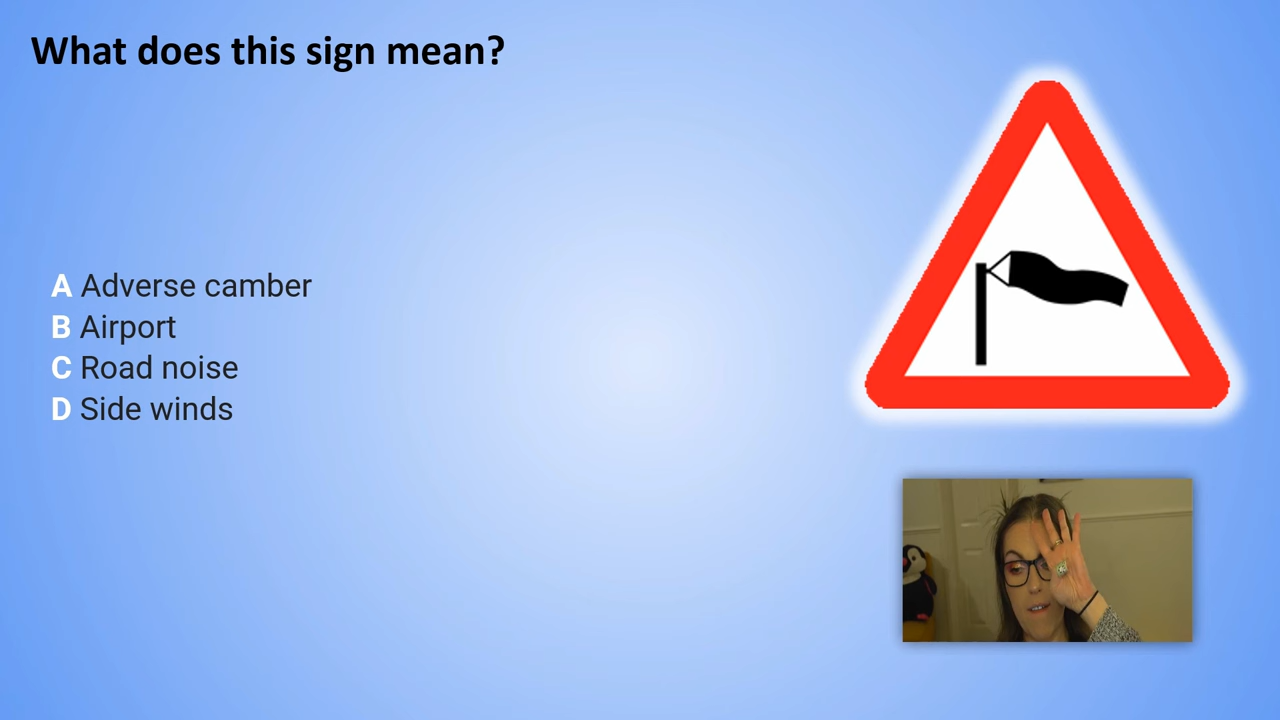 What does this sign mean?
A Adverse camber
B Airport
C Road noise
D Side winds